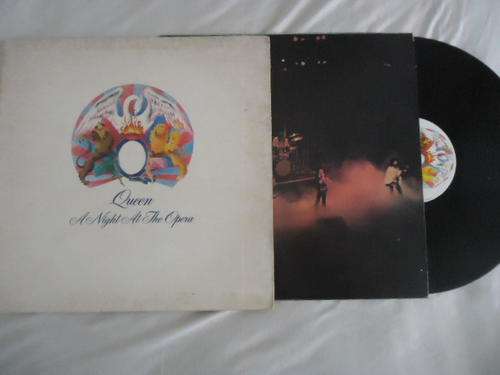 Queen
A Night At The Opera